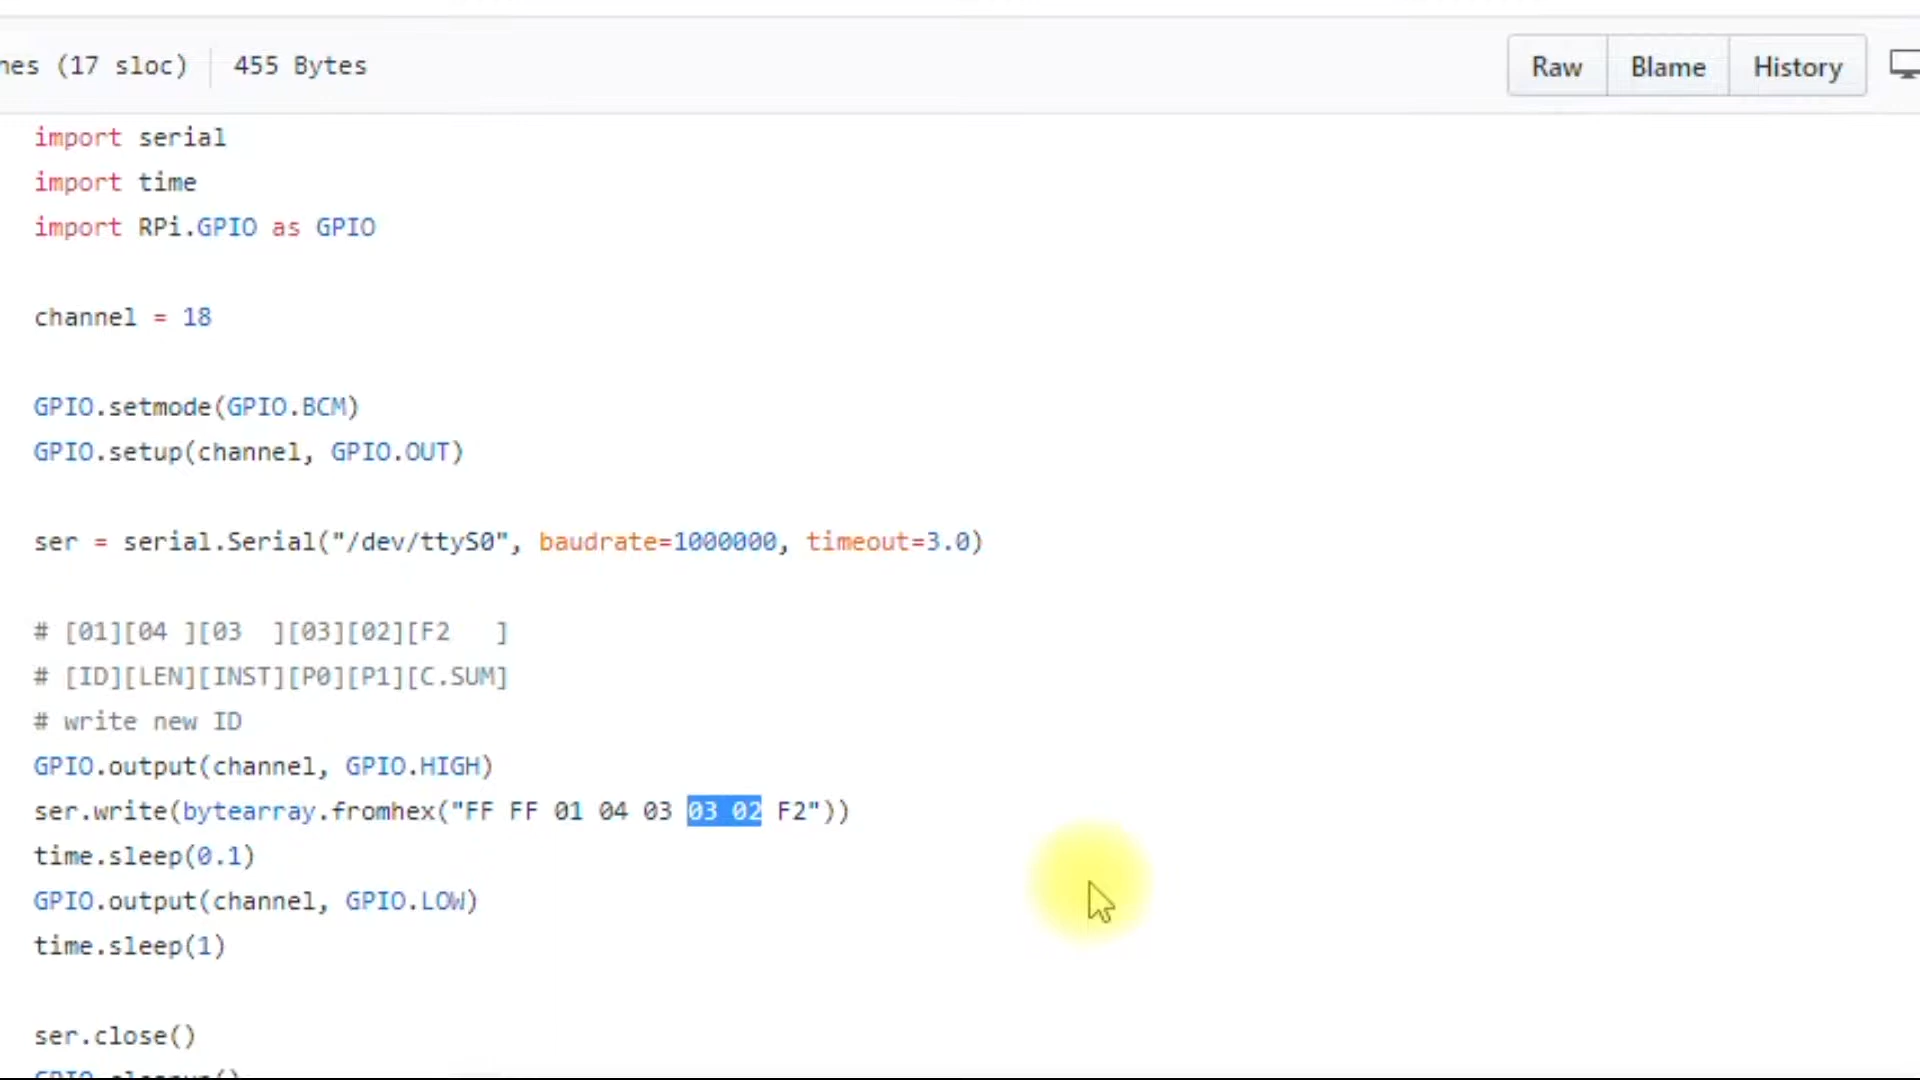 (17 sloc) 455 Bytes Raw Blame History
import serial
import time
import RPi.GPIO as GPIO
channel = 18
GPIO.setmode(GPIO.BCM)
GPIO.setup(channel, GPIO.OUT)
ser = serial.Serial("/dev/ttyS0", baudrate=1000000, timeout=3.0)
# [01][04 ][03  ][03][02][F2   ]
# [ID][LEN][INST][P0][P1][C.SUM]
# write new ID
GPIO.output(channel, GPIO.HIGH)
ser.write(bytearray.fromhex("FF FF 01 04 03 03 02 F2"))
time.sleep(0.1)
GPIO.output(channel, GPIO.LOW)
time.sleep(1)
ser.close()